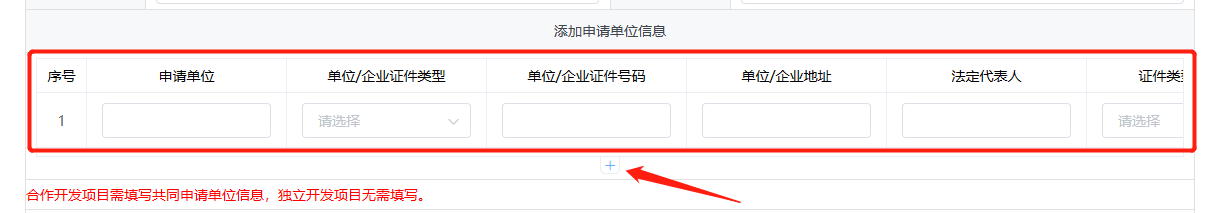 添加申请单位信息
序号 申请单位 单位/企业证件类型 单位/企业证件号码 单位/企业地址 法定代表人 证件类
1 请选择 请选择
合作开发项目需填写共同申请单位信息，独立开发项目无需填写。